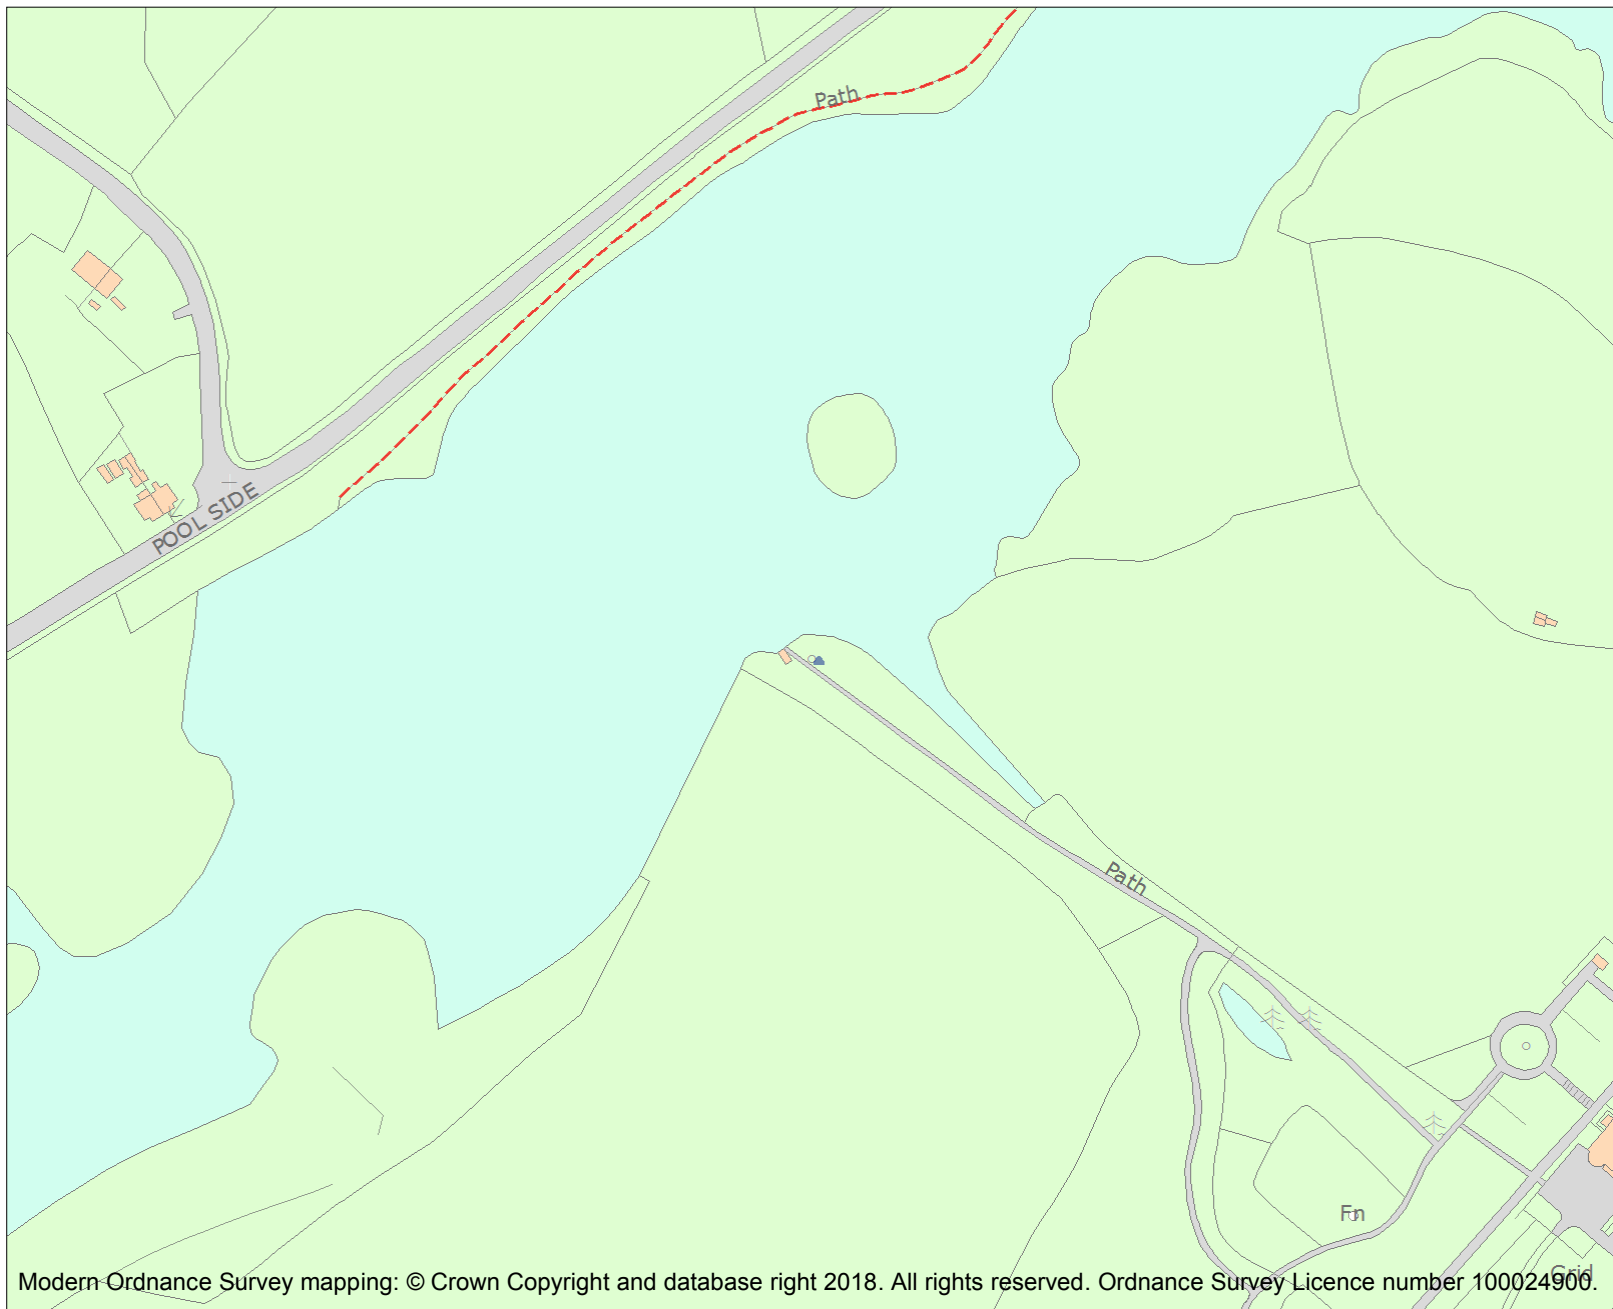 Path
POOL SIDE
Path
Fn
Grid
Modern Ordnance Survey mapping: © Crown Copyright and database right 2018. All rights reserved. Ordnance Survey Licence number 100024900.